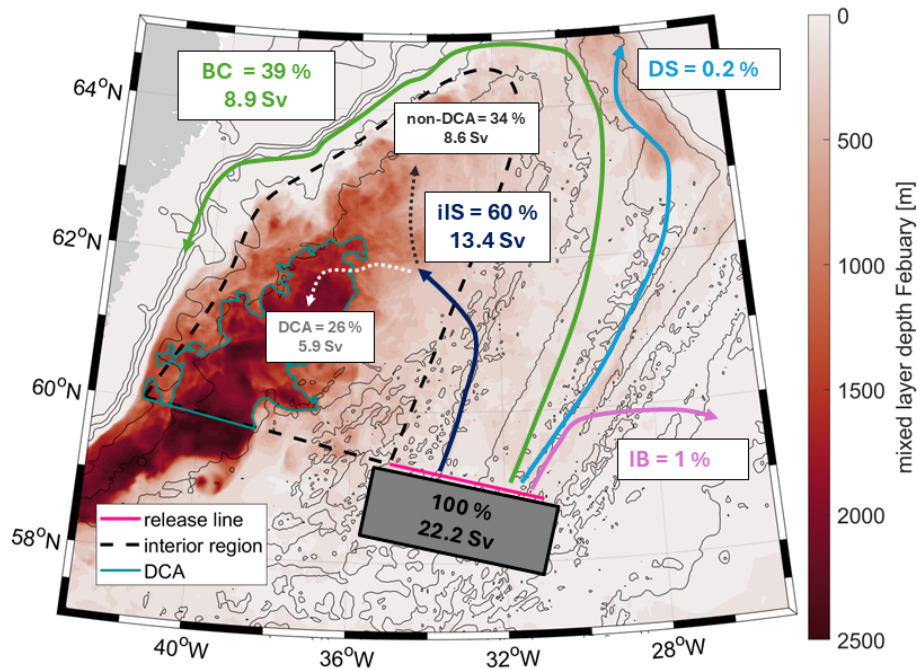 BC = 39 %
8.9 Sv
DS = 0.2 %
non-DCA = 34 %
8.6 Sv
iIS = 60 %
13.4 Sv
DCA = 26 %
5.9 Sv
IB = 1 %
100 %
22.2 Sv
release line
interior region
DCA
64°N
62°N
60°N
58°N
40°W
36°W
32°W
28°W
0
500
1000
1500
2000
2500
mixed layer depth Febuary [m]